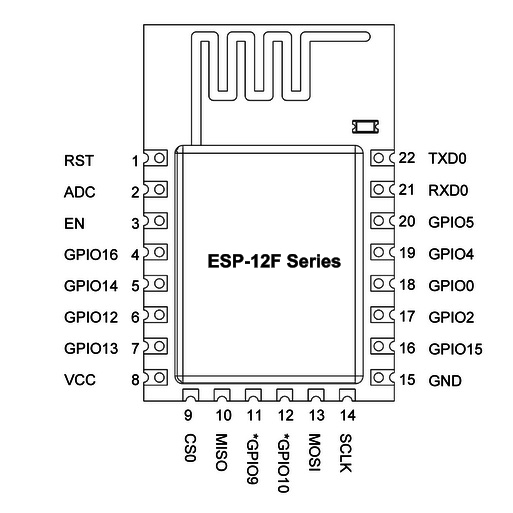 RST 1 22 TXD0
ADC 2 21 RXD0
EN 3 20 GPIO5
GPIO16 4 19 GPIO4
ESP-12F Series
GPIO14 5 18 GPIO0
GPIO12 6 17 GPIO2
GPIO13 7 16 GPIO15
VCC 8 15 GND
9 10 11 12 13 14
CS0 MISO *GPIO9 *GPIO10 MOSI SCLK